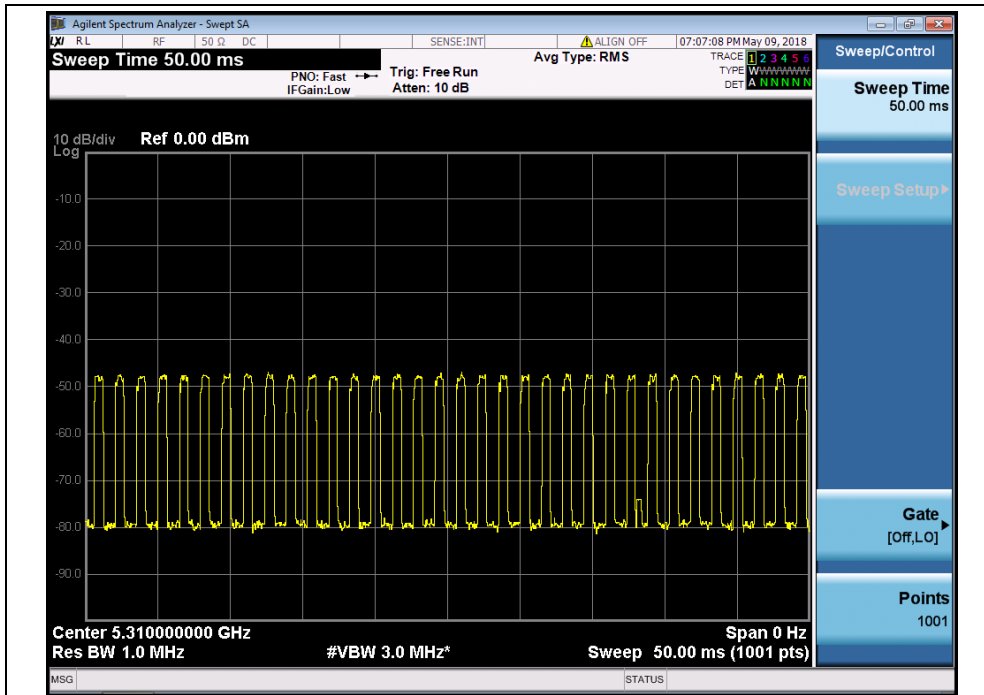 Agilent Spectrum Analyzer - Swept SA
LXI RL RF 50 Ω DC SENSE:INT ALIGN OFF 07:07:08 PM May 09, 2018
Sweep Time 50.00 ms
PNO: Fast
IFGain:Low
Trig: Free Run
Atten: 10 dB
Avg Type: RMS
TRACE 1 2 3 4 5 6
TYPE WWWWWW
DET A N N N N N
10 dB/div Ref 0.00 dBm
Log
-10.0
-20.0
-30.0
-40.0
-50.0
-60.0
-70.0
-80.0
-90.0
Center 5.310000000 GHz Span 0 Hz
Res BW 1.0 MHz #VBW 3.0 MHz* Sweep 50.00 ms (1001 pts)
MSG STATUS
Sweep/Control
Sweep Time
50.00 ms
Sweep Setup
Gate
[Off,LO]
Points
1001